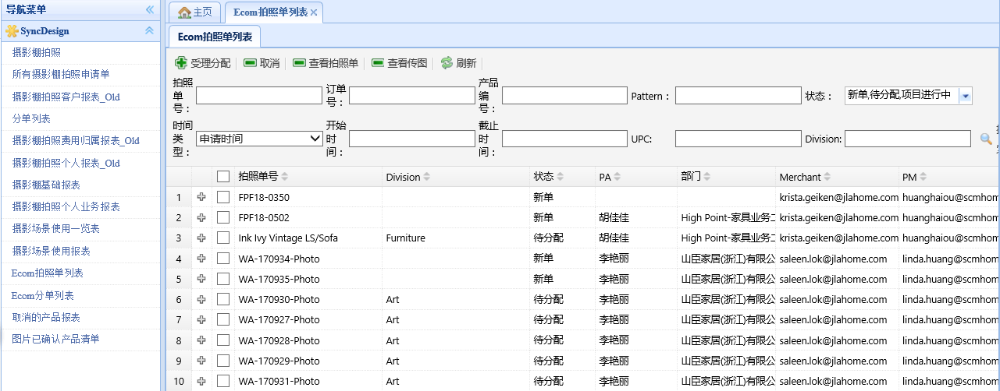 导航菜单
SyncDesign
摄影棚拍照
所有摄影棚拍照申请单
摄影棚拍照客户报表_Old
分单列表
摄影棚拍照费用归属报表_Old
摄影棚拍照个人报表_Old
摄影棚基础报表
摄影棚拍照个人业务报表
摄影场景使用一览表
摄影场景使用报表
Ecom拍照单列表
Ecom分单列表
取消的产品报表
图片已确认产品清单
主页 Ecom拍照单列表
Ecom拍照单列表
受理分配 取消 查看拍照单 查看传图 刷新
拍照单号： 订单号： 产品编号： Pattern： 状态： 新单,待分配,项目进行中
时间类型： 申请时间 开始时间： 截止时间： UPC: Division:
拍照单号 Division 状态 PA 部门 Merchant PM
1 FPF18-0350 新单 krista.geiken@jlahome.com huanghaiou@scmhom
2 FPF18-0502 新单 胡佳佳 High Point-家具业务二 krista.geiken@jlahome.com huanghaiou@scmhom
3 Ink Ivy Vintage LS/Sofa Furniture 待分配 胡佳佳 High Point-家具业务二 krista.geiken@jlahome.com huanghaiou@scmhom
4 WA-170934-Photo 新单 李艳丽 山臣家居(浙江)有限公 saleen.lok@jlahome.com linda.huang@scmhome
5 WA-170935-Photo 新单 李艳丽 山臣家居(浙江)有限公 saleen.lok@jlahome.com linda.huang@scmhome
6 WA-170930-Photo Art 待分配 李艳丽 山臣家居(浙江)有限公 saleen.lok@jlahome.com linda.huang@scmhome
7 WA-170927-Photo Art 待分配 李艳丽 山臣家居(浙江)有限公 saleen.lok@jlahome.com linda.huang@scmhome
8 WA-170928-Photo Art 待分配 李艳丽 山臣家居(浙江)有限公 saleen.lok@jlahome.com linda.huang@scmhome
9 WA-170929-Photo Art 待分配 李艳丽 山臣家居(浙江)有限公 saleen.lok@jlahome.com linda.huang@scmhome
10 WA-170931-Photo Art 待分配 李艳丽 山臣家居(浙江)有限公 saleen.lok@jlahome.com linda.huang@scmhome